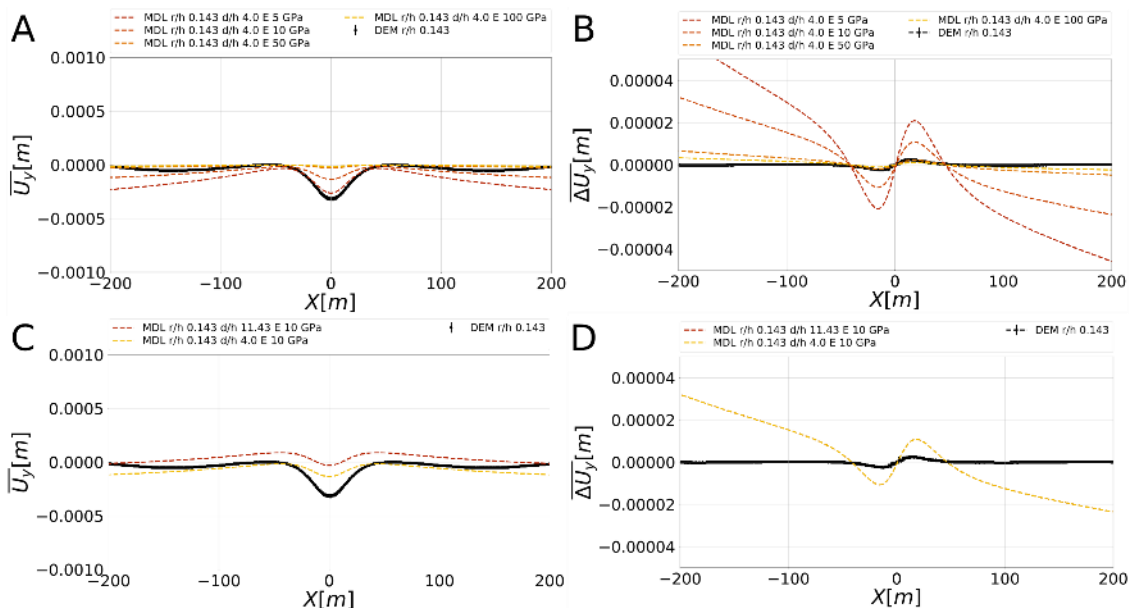 A
MDL r/h 0.143 d/h 4.0 E 5 GPa
MDL r/h 0.143 d/h 4.0 E 10 GPa
MDL r/h 0.143 d/h 4.0 E 50 GPa
MDL r/h 0.143 d/h 4.0 E 100 GPa
DEM r/h 0.143
0.0010
0.0005
0.0000
−0.0005
−0.0010
U_y[m]
−200
−100
0
100
200
X[m]
B
MDL r/h 0.143 d/h 4.0 E 5 GPa
MDL r/h 0.143 d/h 4.0 E 10 GPa
MDL r/h 0.143 d/h 4.0 E 50 GPa
MDL r/h 0.143 d/h 4.0 E 100 GPa
DEM r/h 0.143
0.00004
0.00002
0.00000
−0.00002
−0.00004
ΔU_y[m]
−200
−100
0
100
200
X[m]
C
MDL r/h 0.143 d/h 11.43 E 10 GPa
MDL r/h 0.143 d/h 4.0 E 10 GPa
DEM r/h 0.143
0.0010
0.0005
0.0000
−0.0005
−0.0010
U_y[m]
−200
−100
0
100
200
X[m]
D
MDL r/h 0.143 d/h 11.43 E 10 GPa
MDL r/h 0.143 d/h 4.0 E 10 GPa
DEM r/h 0.143
0.00004
0.00002
0.00000
−0.00002
−0.00004
ΔU_y[m]
−200
−100
0
100
200
X[m]